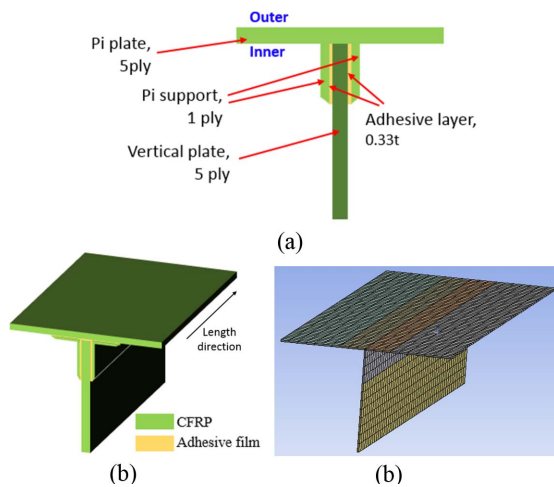 Outer
Pi plate,
5ply
Inner
Pi support,
1 ply
Adhesive layer,
0.33t
Vertical plate,
5 ply
(a)
Length
direction
CFRP
Adhesive film
(b)
(b)